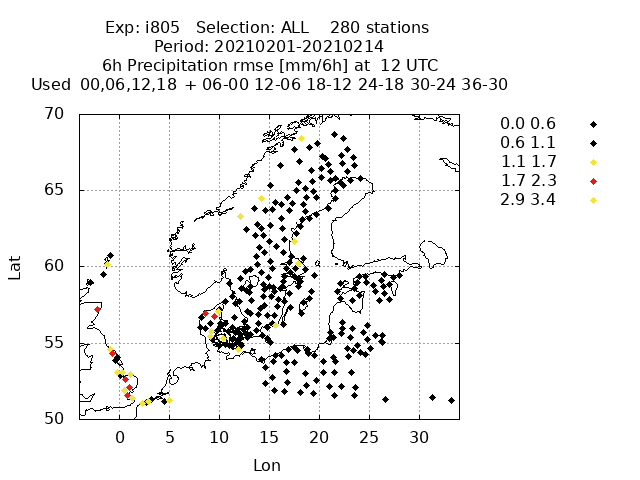 Exp: i805 Selection: ALL 280 stations
Period: 20210201-20210214
6h Precipitation rmse [mm/6h] at 12 UTC
Used 00,06,12,18 + 06-00 12-06 18-12 24-18 30-24 36-30
70
65
60
55
50
Lat
0 5 10 15 20 25 30
Lon
0.0 0.6
0.6 1.1
1.1 1.7
1.7 2.3
2.9 3.4